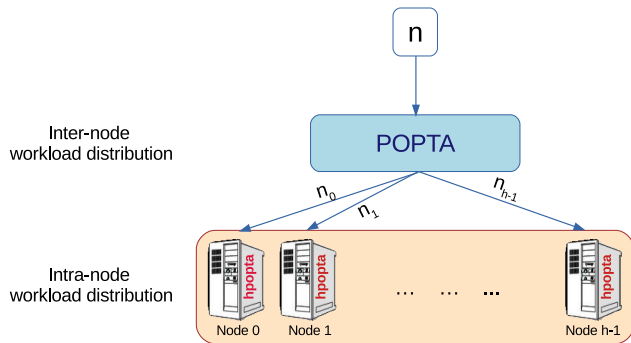 n
Inter-node
workload distribution
POPTA
n0
n1
nh-1
Intra-node
workload distribution
hpopta
hpopta
hpopta
... ... ...
Node 0
Node 1
Node h-1